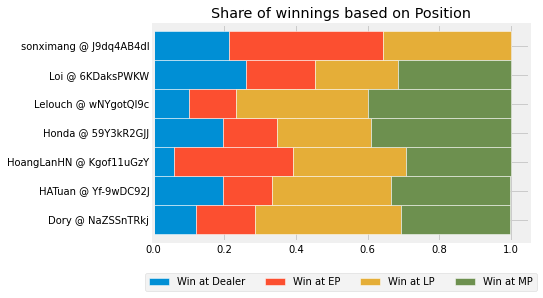 Share of winnings based on Position
sonximang @ J9dq4AB4dI
Loi @ 6KDaksPWKW
Lelouch @ wNYgotQI9c
Honda @ 59Y3kR2GJJ
HoangLanHN @ Kgof11uGzY
HATuan @ Yf-9wDC92J
Dory @ NaZSSnTRkj
0.0 0.2 0.4 0.6 0.8 1.0
Win at Dealer Win at EP Win at LP Win at MP